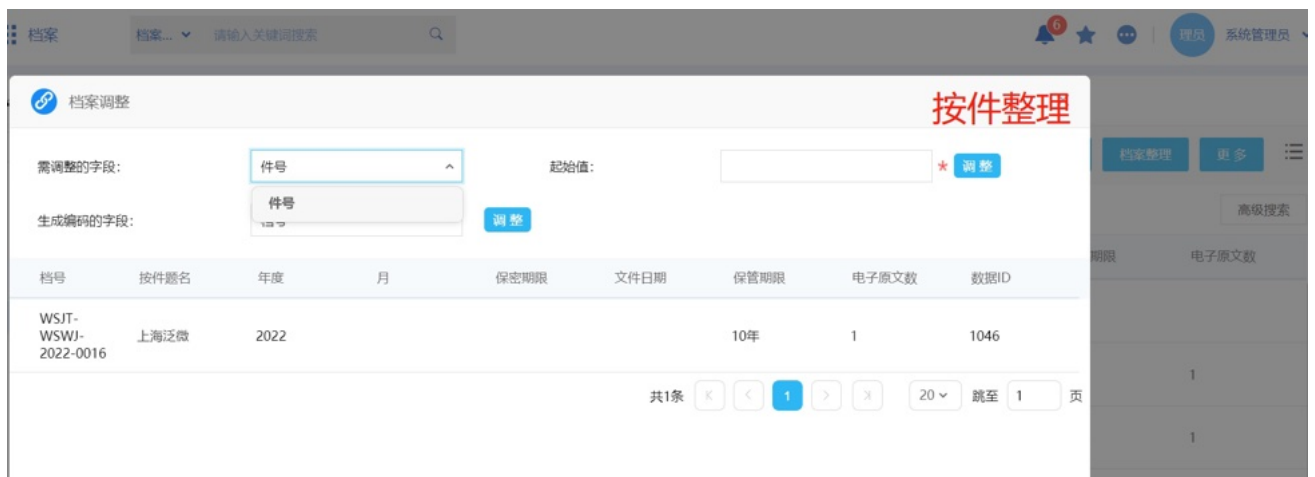 档案 档案... 请输入关键词搜索 6 理员 系统管理员
档案调整 按件整理
需调整的字段: 件号 起始值: * 调整 档案整理 更多
件号 高级搜索
生成编码的字段: 档号 调整
档号 按件题名 年度 月 保密期限 文件日期 保管期限 电子原文数 数据ID 期限 电子原文数
WSJT-
WSWJ- 上海泛微 2022 10年 1 1046
2022-0016
1
共1条 1 20 跳至 1 页
1